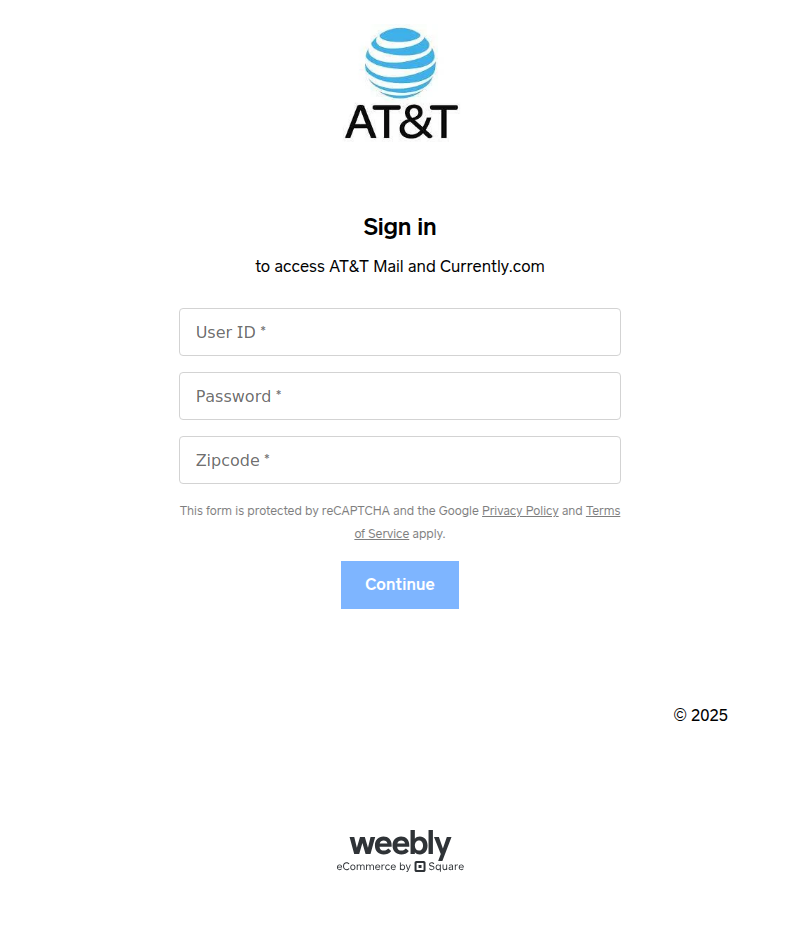 AT&T
Sign in
to access AT&T Mail and Currently.com
User ID *
Password *
Zipcode *
This form is protected by reCAPTCHA and the Google Privacy Policy and Terms
of Service apply.
Continue
© 2025
weebly
eCommerce by Square